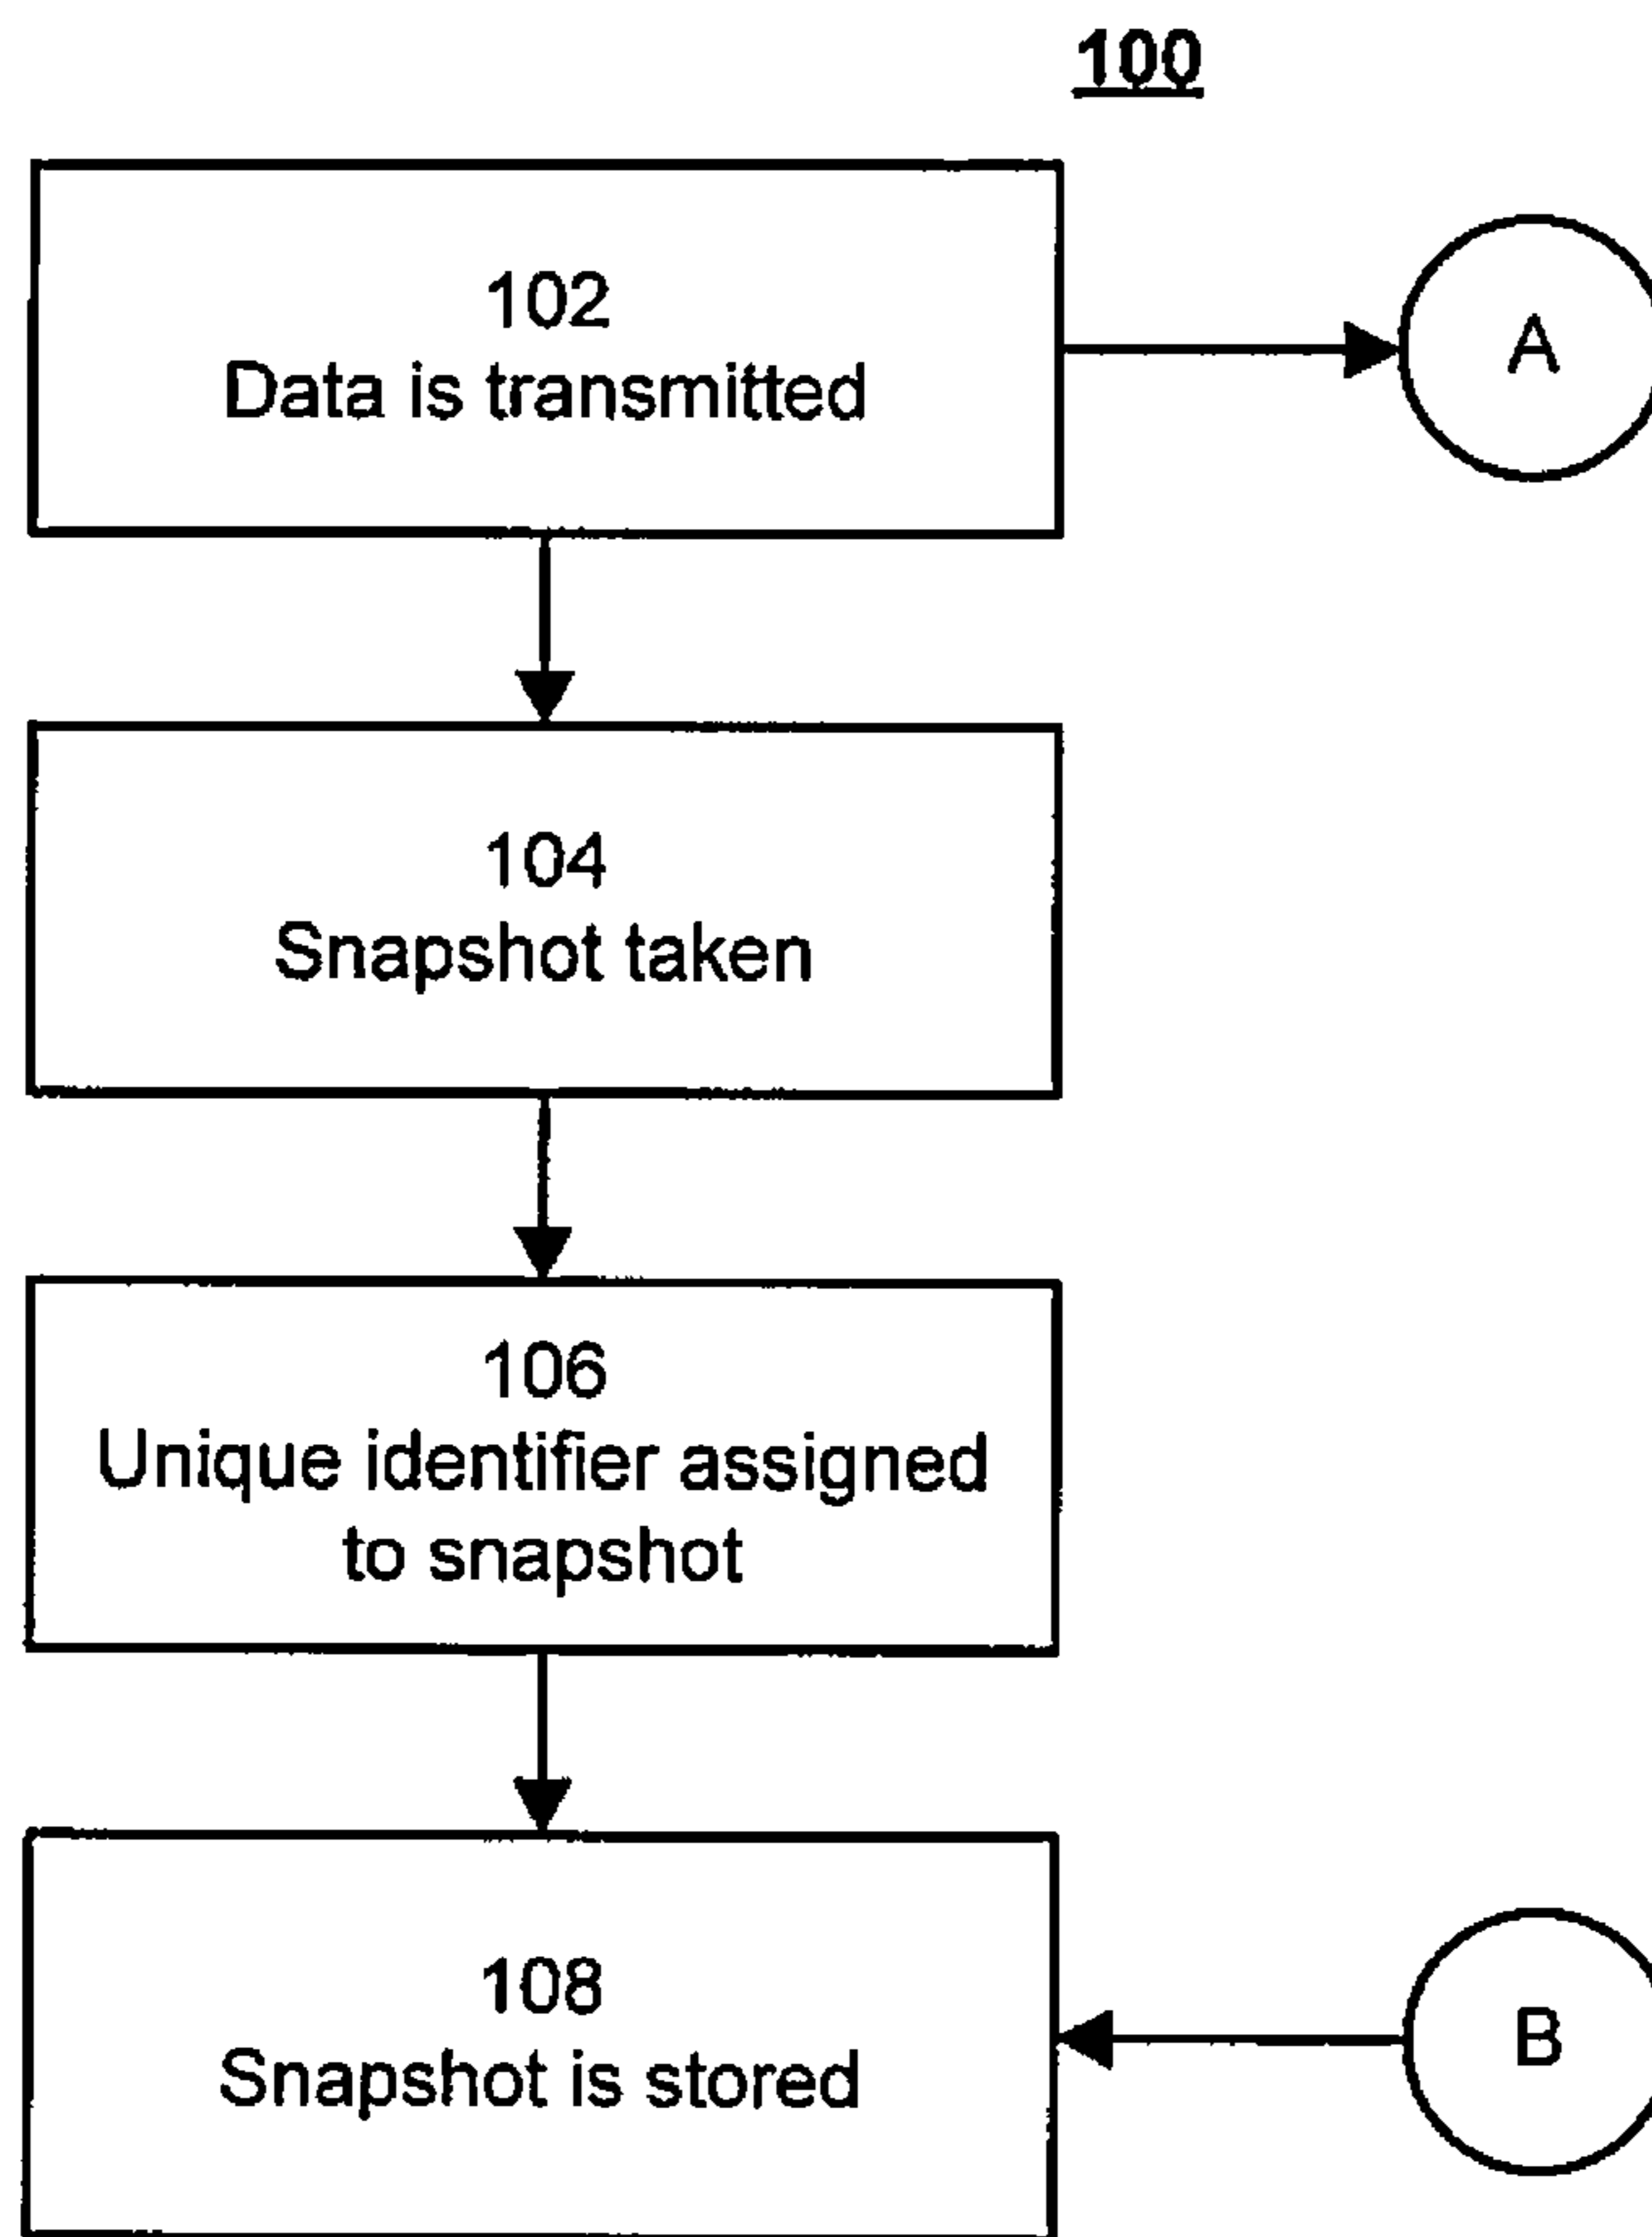 100
102
Data is transmitted
A
104
Snapshot taken
106
Unique identifier assigned
to snapshot
108
Snapshot is stored
B